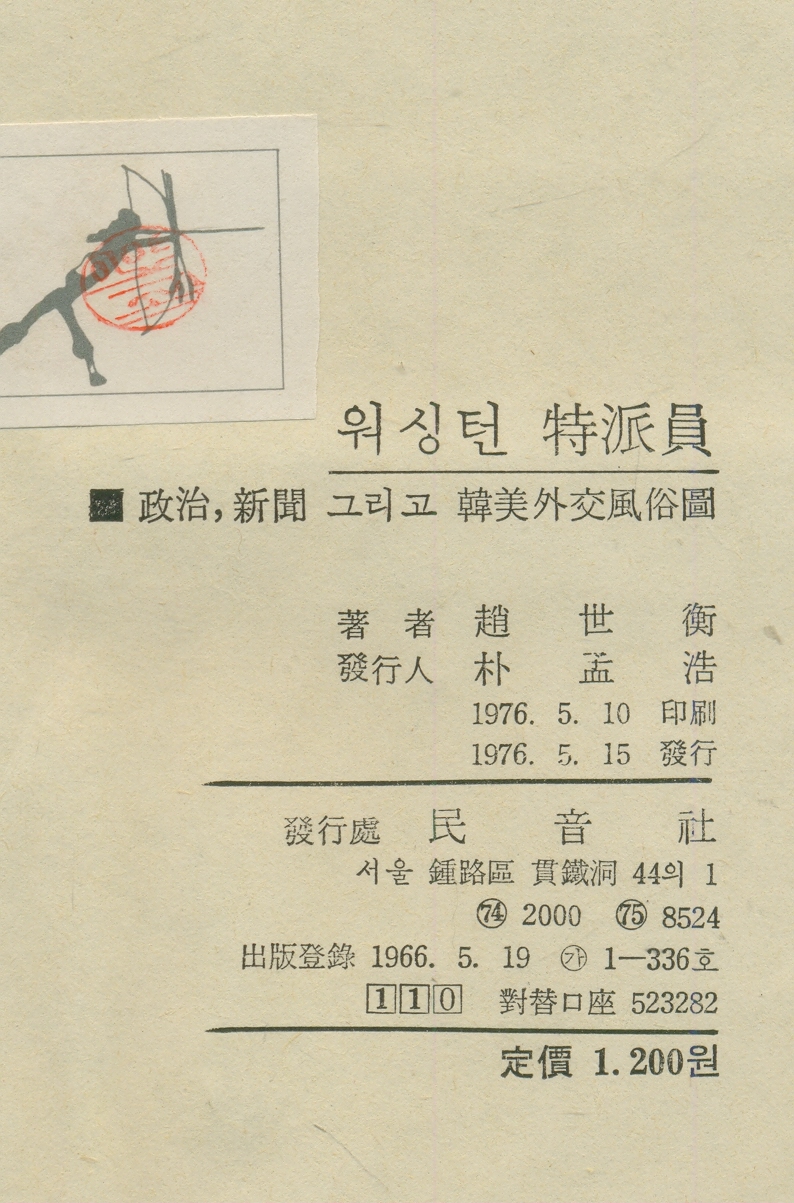 워싱턴 特派員
■ 政治, 新聞 그리고 韓美外交風俗圖
著者 趙世衡
發行人 朴孟浩
1976. 5. 10 印刷
1976. 5. 15 發行
發行處 民音社
서울 鍾路區 貫鐵洞 44의 1
㊆㊃ 2000 ㊆㊄ 8524
出版登錄 1966. 5. 19 ㉮ 1—336호
110 對替口座 523282
定價 1.200원